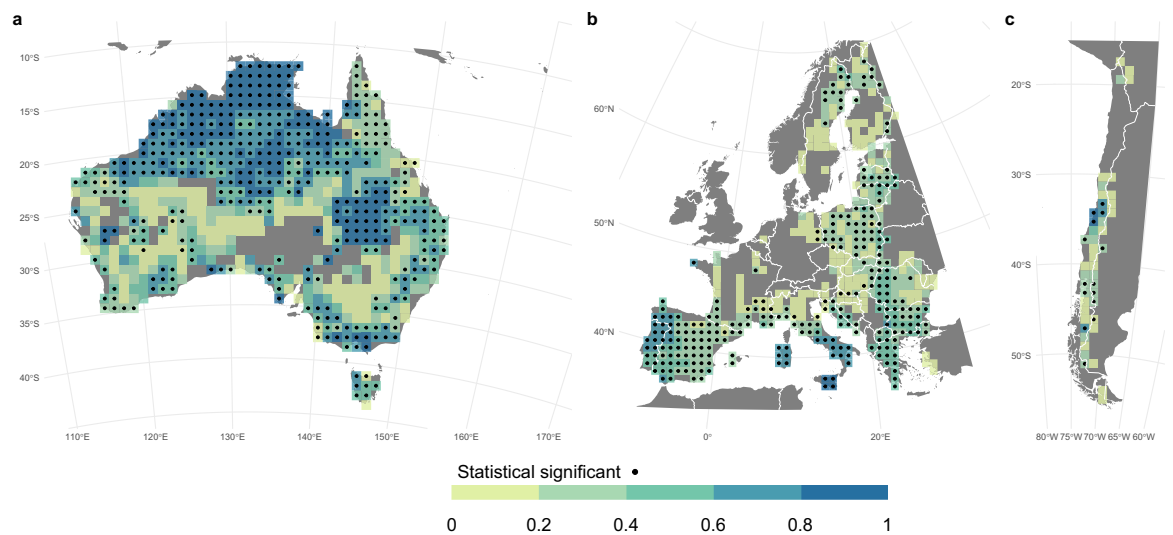 a
b
c
10°S
15°S
20°S
25°S
30°S
35°S
40°S
110°E
120°E
130°E
140°E
150°E
160°E
170°E
60°N
50°N
40°N
0°
20°E
20°S
30°S
40°S
50°S
80°W 75°W 70°W 65°W 60°W
Statistical significant
0 0.2 0.4 0.6 0.8 1